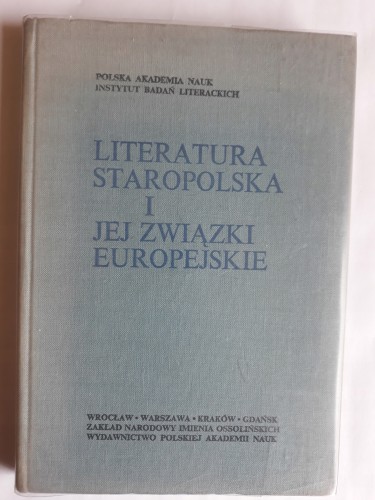 POLSKA AKADEMIA NAUK
INSTYTUT BADAŃ LITERACKICH
LITERATURA
STAROPOLSKA
I
JEJ ZWIĄZKI
EUROPEJSKIE
WROCŁAW • WARSZAWA • KRAKÓW • GDAŃSK
ZAKŁAD NARODOWY IMIENIA OSSOLIŃSKICH
WYDAWNICTWO POLSKIEJ AKADEMII NAUK